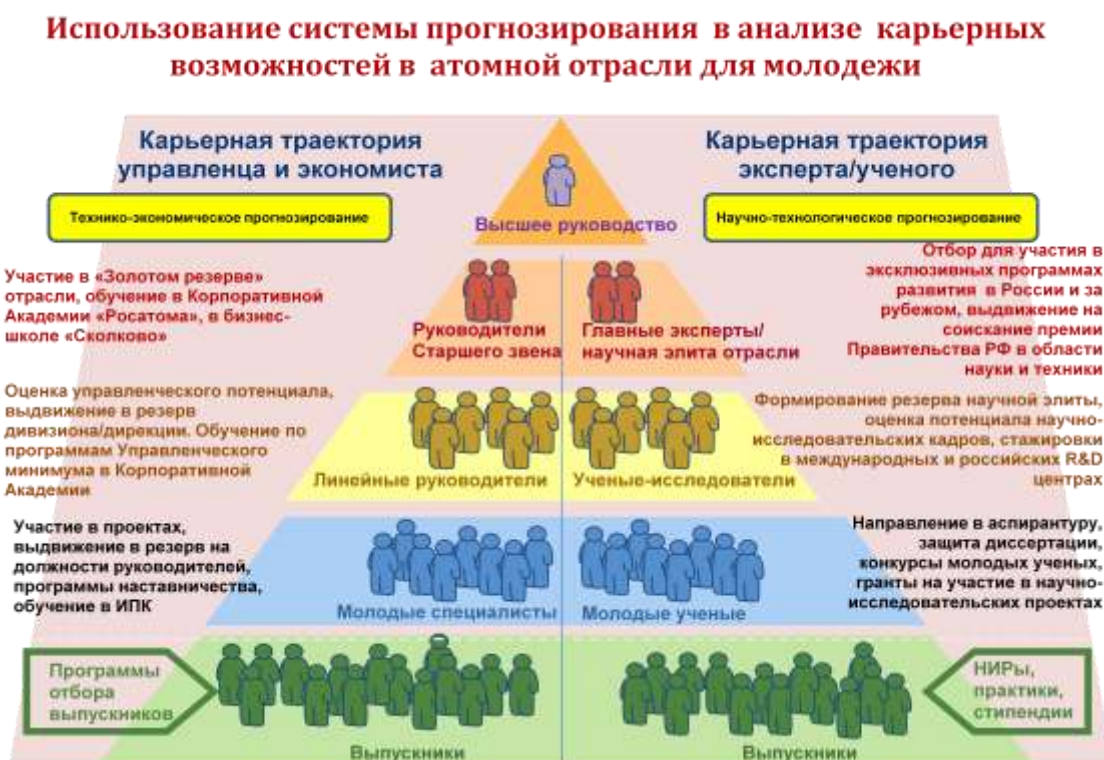 Использование системы прогнозирования в анализе карьерных
возможностей в атомной отрасли для молодежи
Карьерная траектория
управленца и экономиста
Карьерная траектория
эксперта/ученого
Технико-экономическое прогнозирование
Научно-технологическое прогнозирование
Высшее руководство
Участие в «Золотом резерве»
отрасли, обучение в Корпоративной
Академии «Росатома», в бизнес-
школе «Сколково»
Руководители
Старшего звена
Главные эксперты/
научная элита отрасли
Отбор для участия в
эксклюзивных программах
развития в России и за
рубежом, выдвижение на
соискание премии
Правительства РФ в области
науки и техники
Оценка управленческого потенциала,
выдвижение в резерв
дивизиона/дирекции. Обучение по
программам Управленческого
минимума в Корпоративной
Академии
Линейные руководители
Ученые-исследователи
Формирование резерва научной элиты,
оценка потенциала научно-
исследовательских кадров, стажировки
в международных и российских R&D
центрах
Участие в проектах,
выдвижение в резерв на
должности руководителей,
программы наставничества,
обучение в ИПК
Молодые специалисты
Молодые ученые
Направление в аспирантуру,
защита диссертации,
конкурсы молодых ученых,
гранты на участие в научно-
исследовательских проектах
Программы
отбора
выпускников
Выпускники
Выпускники
НИРы,
практики,
стипендии